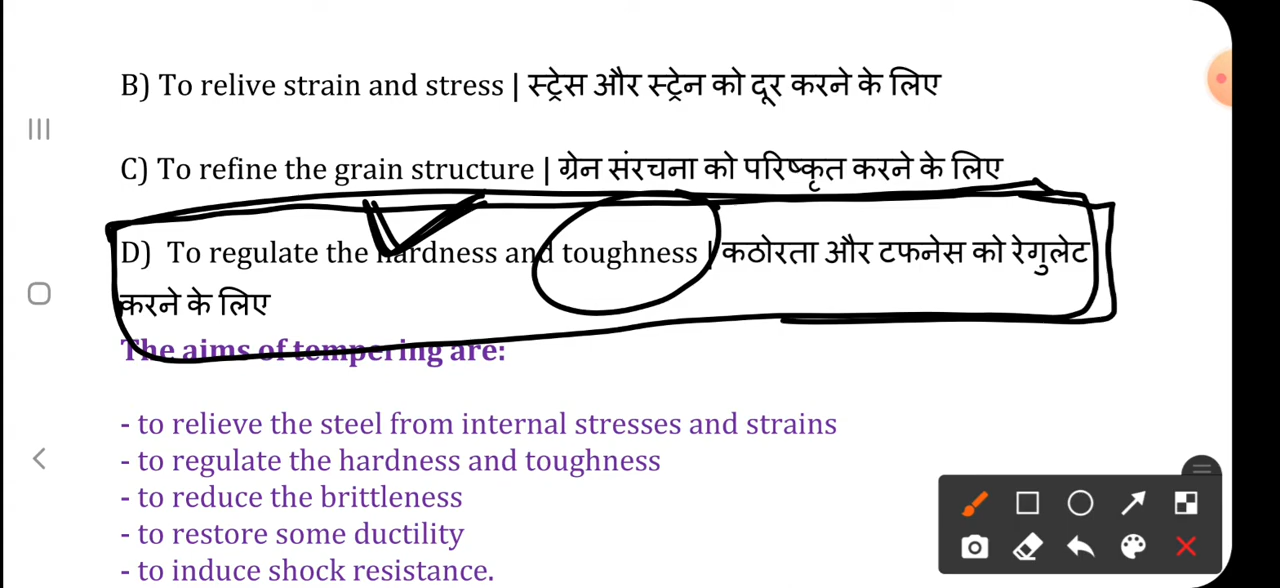 B) To relive strain and stress | स्ट्रेस और स्ट्रेन को दूर करने के लिए
C) To refine the grain structure | ग्रेन संरचना को परिष्कृत करने के लिए
D) To regulate the hardness and toughness | कठोरता और टफनेस को रेगुलेट
करने के लिए
The aims of tempering are:
- to relieve the steel from internal stresses and strains
- to regulate the hardness and toughness
- to reduce the brittleness
- to restore some ductility
- to induce shock resistance.